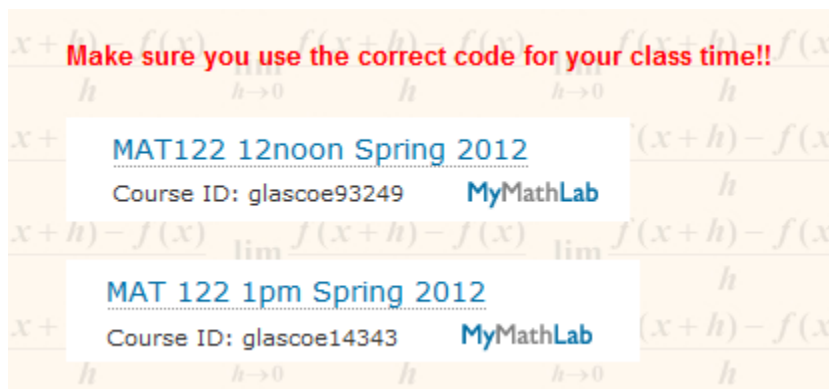 Make sure you use the correct code for your class time!!
MAT122 12noon Spring 2012
Course ID: glascoe93249 MyMathLab
MAT 122 1pm Spring 2012
Course ID: glascoe14343 MyMathLab